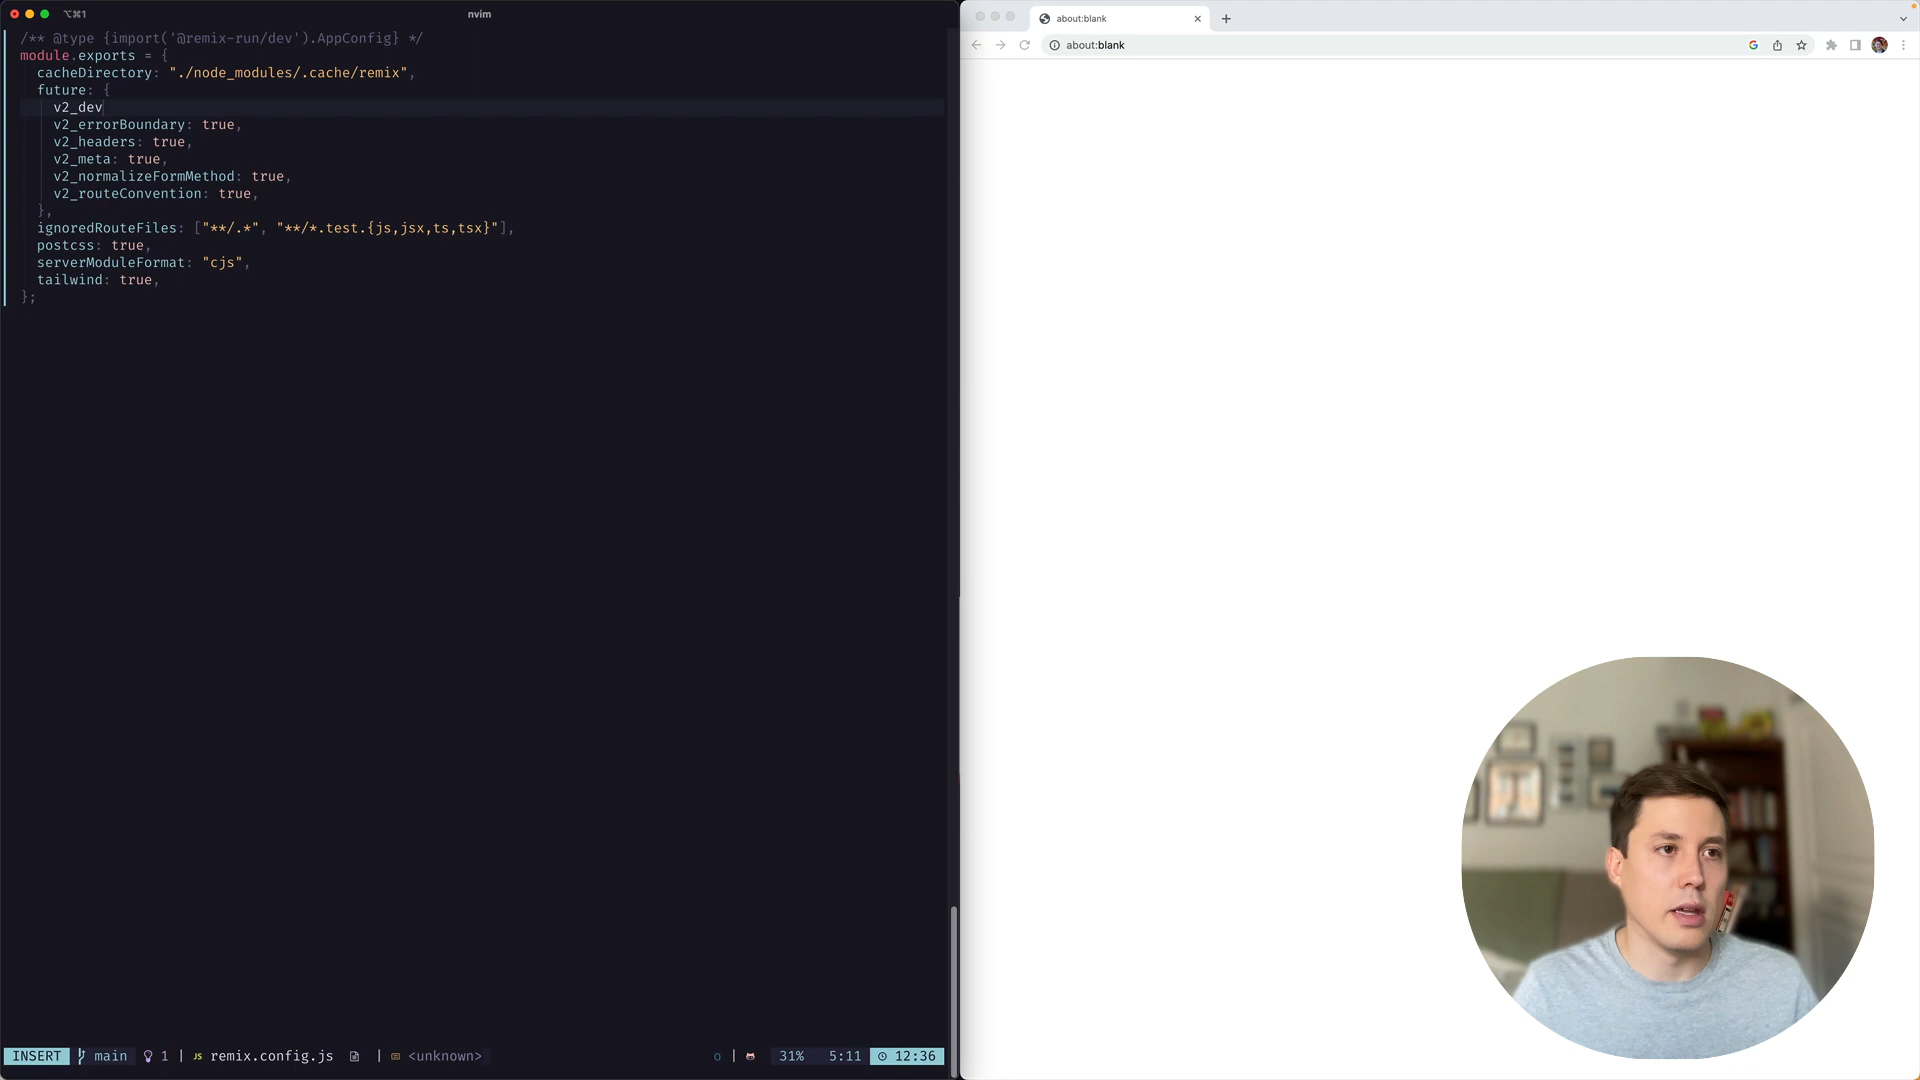 ⌥⌘1
nvim
/** @type {import('@remix-run/dev').AppConfig} */
module.exports = {
cacheDirectory: "./node_modules/.cache/remix",
future: {
v2_dev
v2_errorBoundary: true,
v2_headers: true,
v2_meta: true,
v2_normalizeFormMethod: true,
v2_routeConvention: true,
},
ignoredRouteFiles: ["**/.*", "**/*.test.{js,jsx,ts,tsx}"],
postcss: true,
serverModuleFormat: "cjs",
tailwind: true,
};
INSERT main 1 | JS remix.config.js | <unknown> | 31% 5:11 12:36
about:blank
about:blank